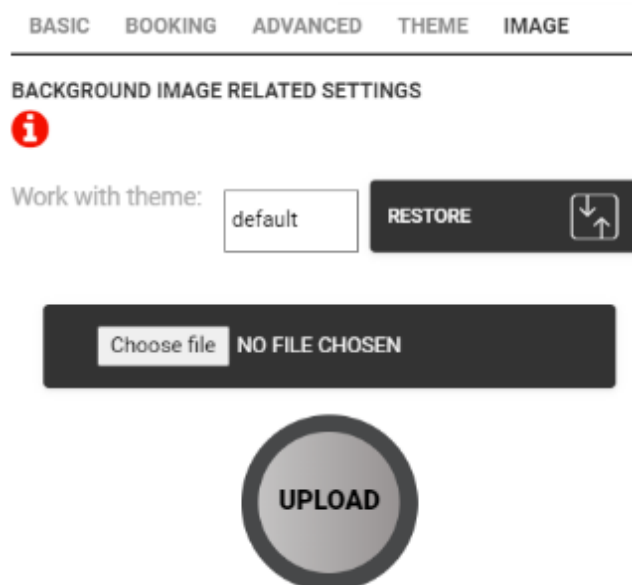 BASIC BOOKING ADVANCED THEME IMAGE
BACKGROUND IMAGE RELATED SETTINGS
Work with theme: default RESTORE
Choose file NO FILE CHOSEN
UPLOAD